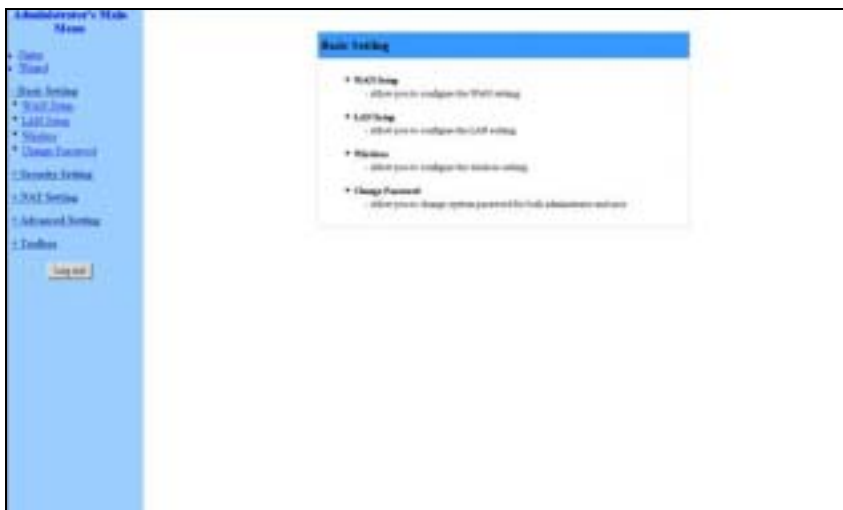 Administrator's Main
Menu
Status
Wizard
Basic Setting
WAN Setup
LAN Setup
Wireless
Change Password
+Security Setting
+NAT Setting
+Advanced Setting
+Toolbox
Log out
Basic Setting
WAN Setup
- Allow you to configure the WAN setting.
LAN Setup
- Allow you to configure the LAN setting.
Wireless
- Allow you to configure the wireless setting.
Change Password
- Allow you to change system password for both administrator and user